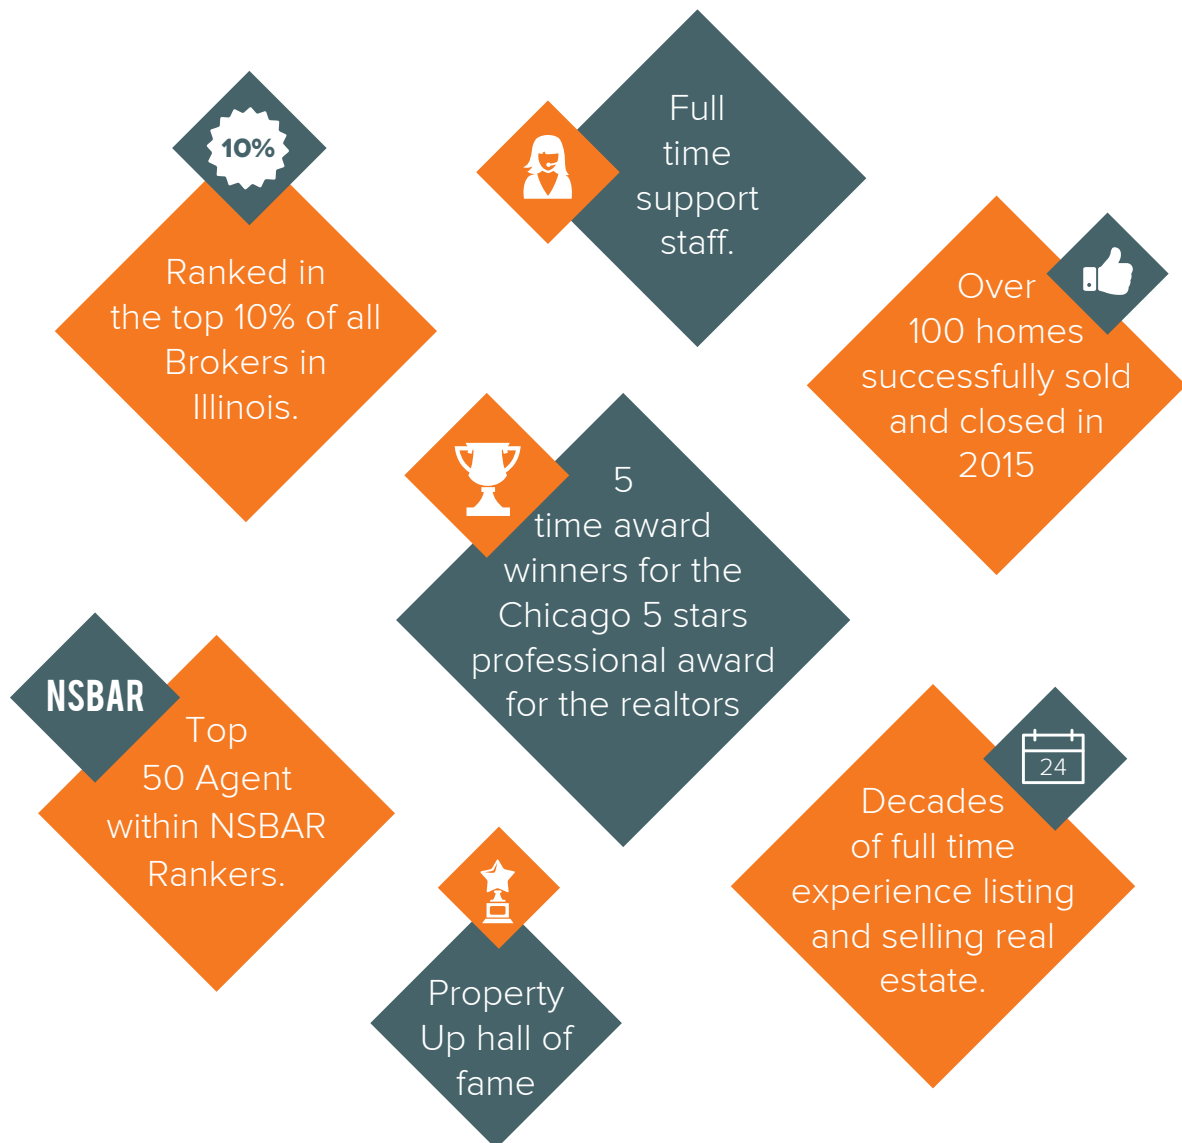 10%
Ranked in
the top 10% of all
Brokers in
Illinois.
Full
time
support
staff.
Over
100 homes
successfully sold
and closed in
2015
5
time award
winners for the
Chicago 5 stars
professional award
for the realtors
NSBAR
Top
50 Agent
within NSBAR
Rankers.
24
Decades
of full time
experience listing
and selling real
estate.
Property
Up hall of
fame